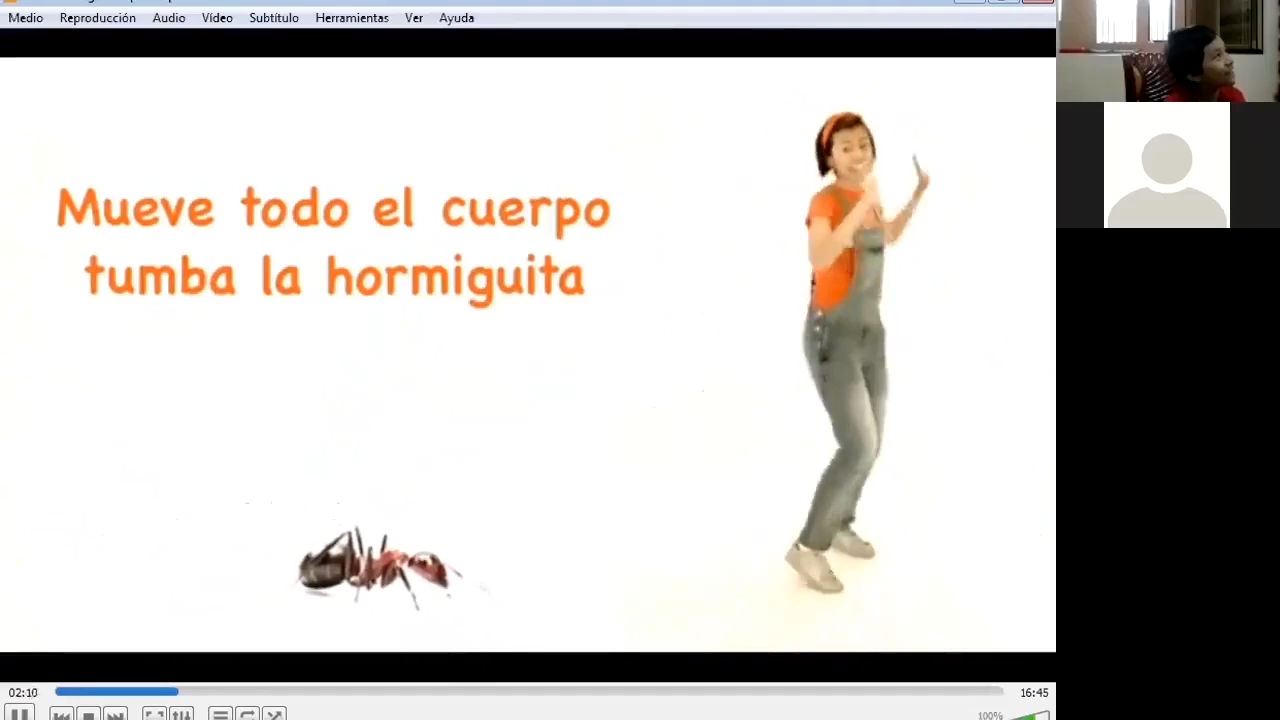 Medio Reproducción Audio Vídeo Subtítulo Herramientas Ver Ayuda
Mueve todo el cuerpo
tumba la hormiguita
02:10
16:45
100%